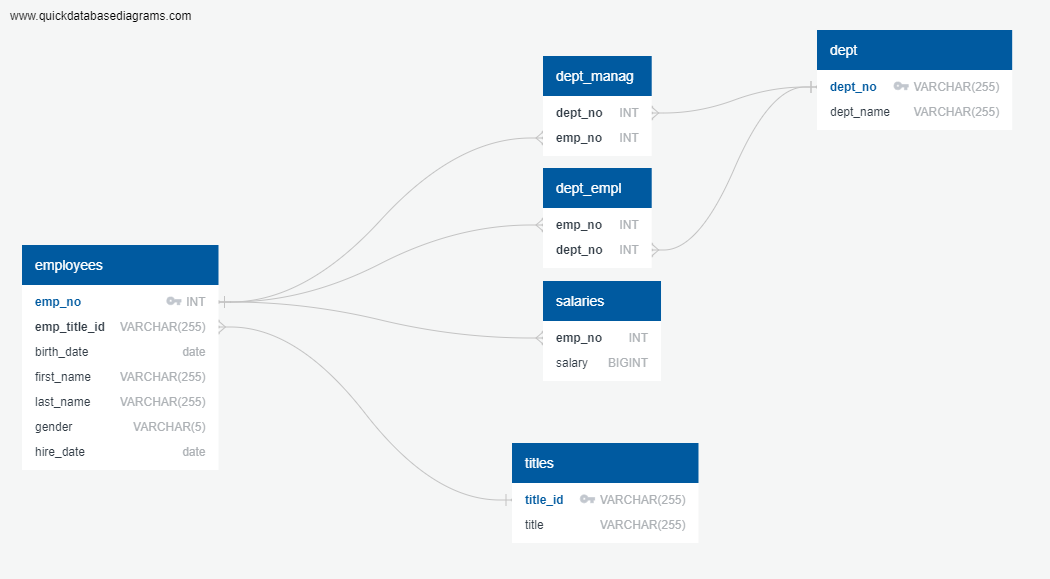 www.quickdatabasediagrams.com
dept_manag
dept_no INT
emp_no INT
dept
dept_no VARCHAR(255)
dept_name VARCHAR(255)
dept_empl
emp_no INT
dept_no INT
employees
emp_no INT
emp_title_id VARCHAR(255)
birth_date date
first_name VARCHAR(255)
last_name VARCHAR(255)
gender VARCHAR(5)
hire_date date
salaries
emp_no INT
salary BIGINT
titles
title_id VARCHAR(255)
title VARCHAR(255)